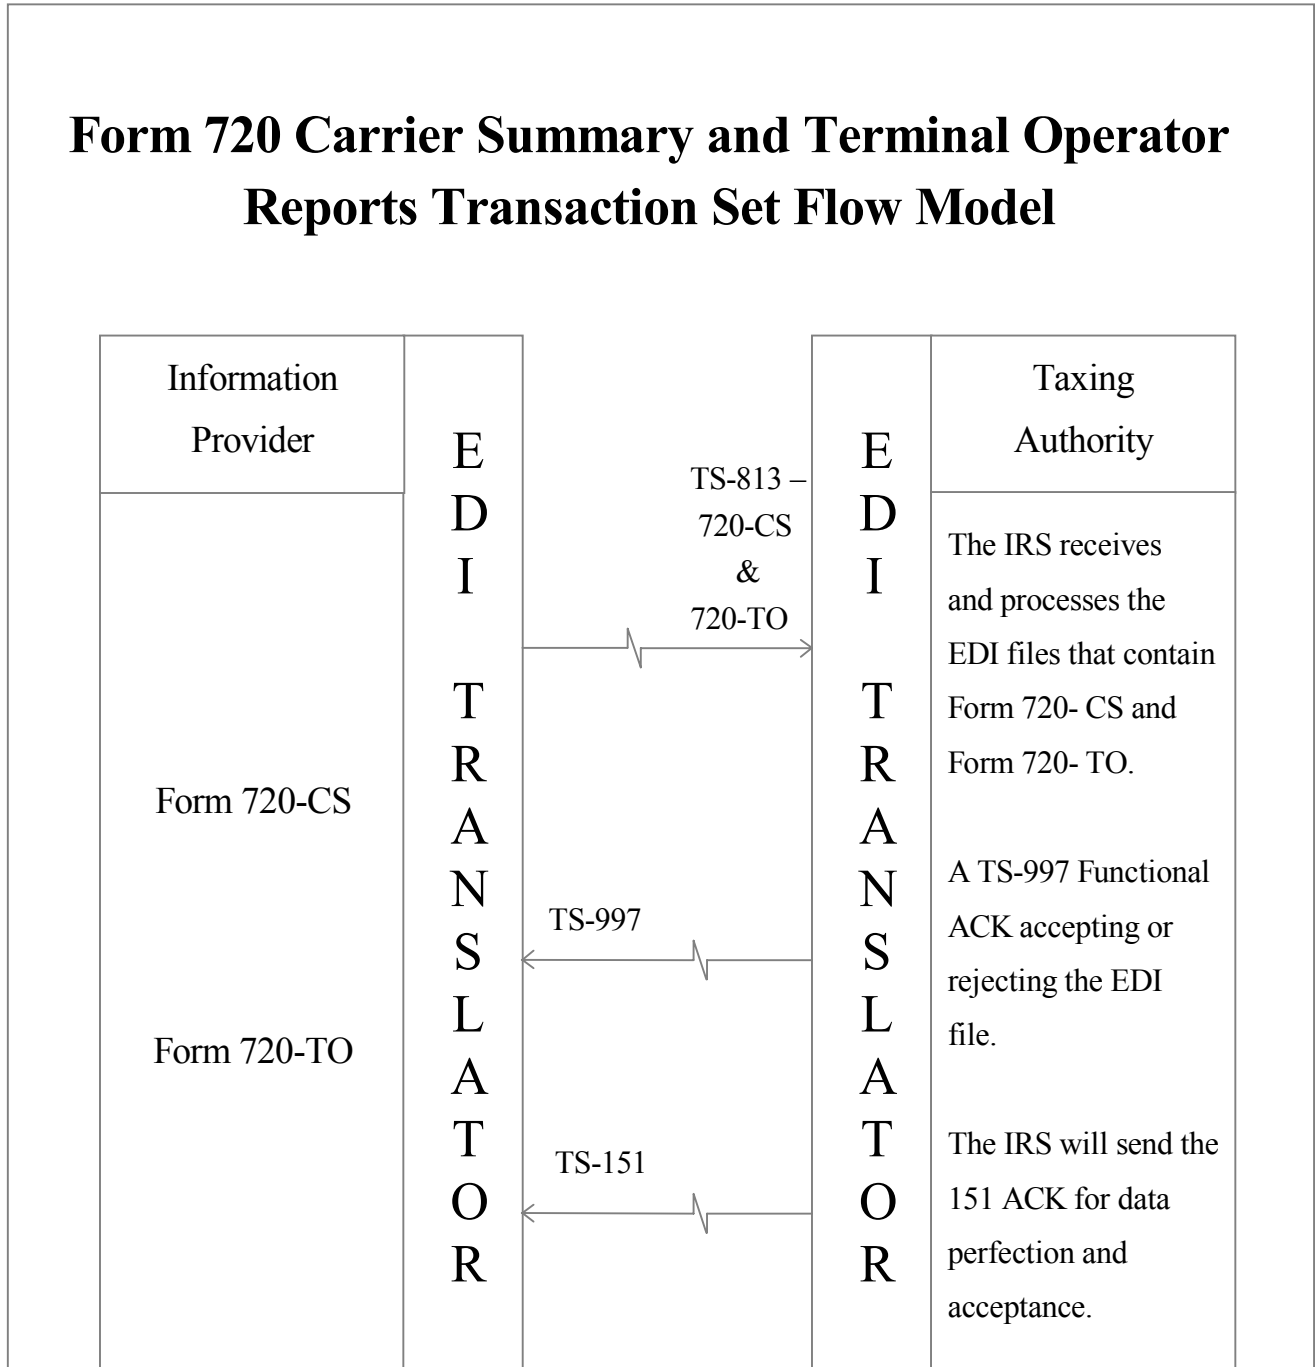 Form 720 Carrier Summary and Terminal Operator
Reports Transaction Set Flow Model
Information
Provider
Form 720-CS
Form 720-TO
E
D
I
T
R
A
N
S
L
A
T
O
R
TS-813 –
720-CS
&
720-TO
TS-997
TS-151
E
D
I
T
R
A
N
S
L
A
T
O
R
Taxing
Authority
The IRS receives
and processes the
EDI files that contain
Form 720- CS and
Form 720- TO.
A TS-997 Functional
ACK accepting or
rejecting the EDI
file.
The IRS will send the
151 ACK for data
perfection and
acceptance.